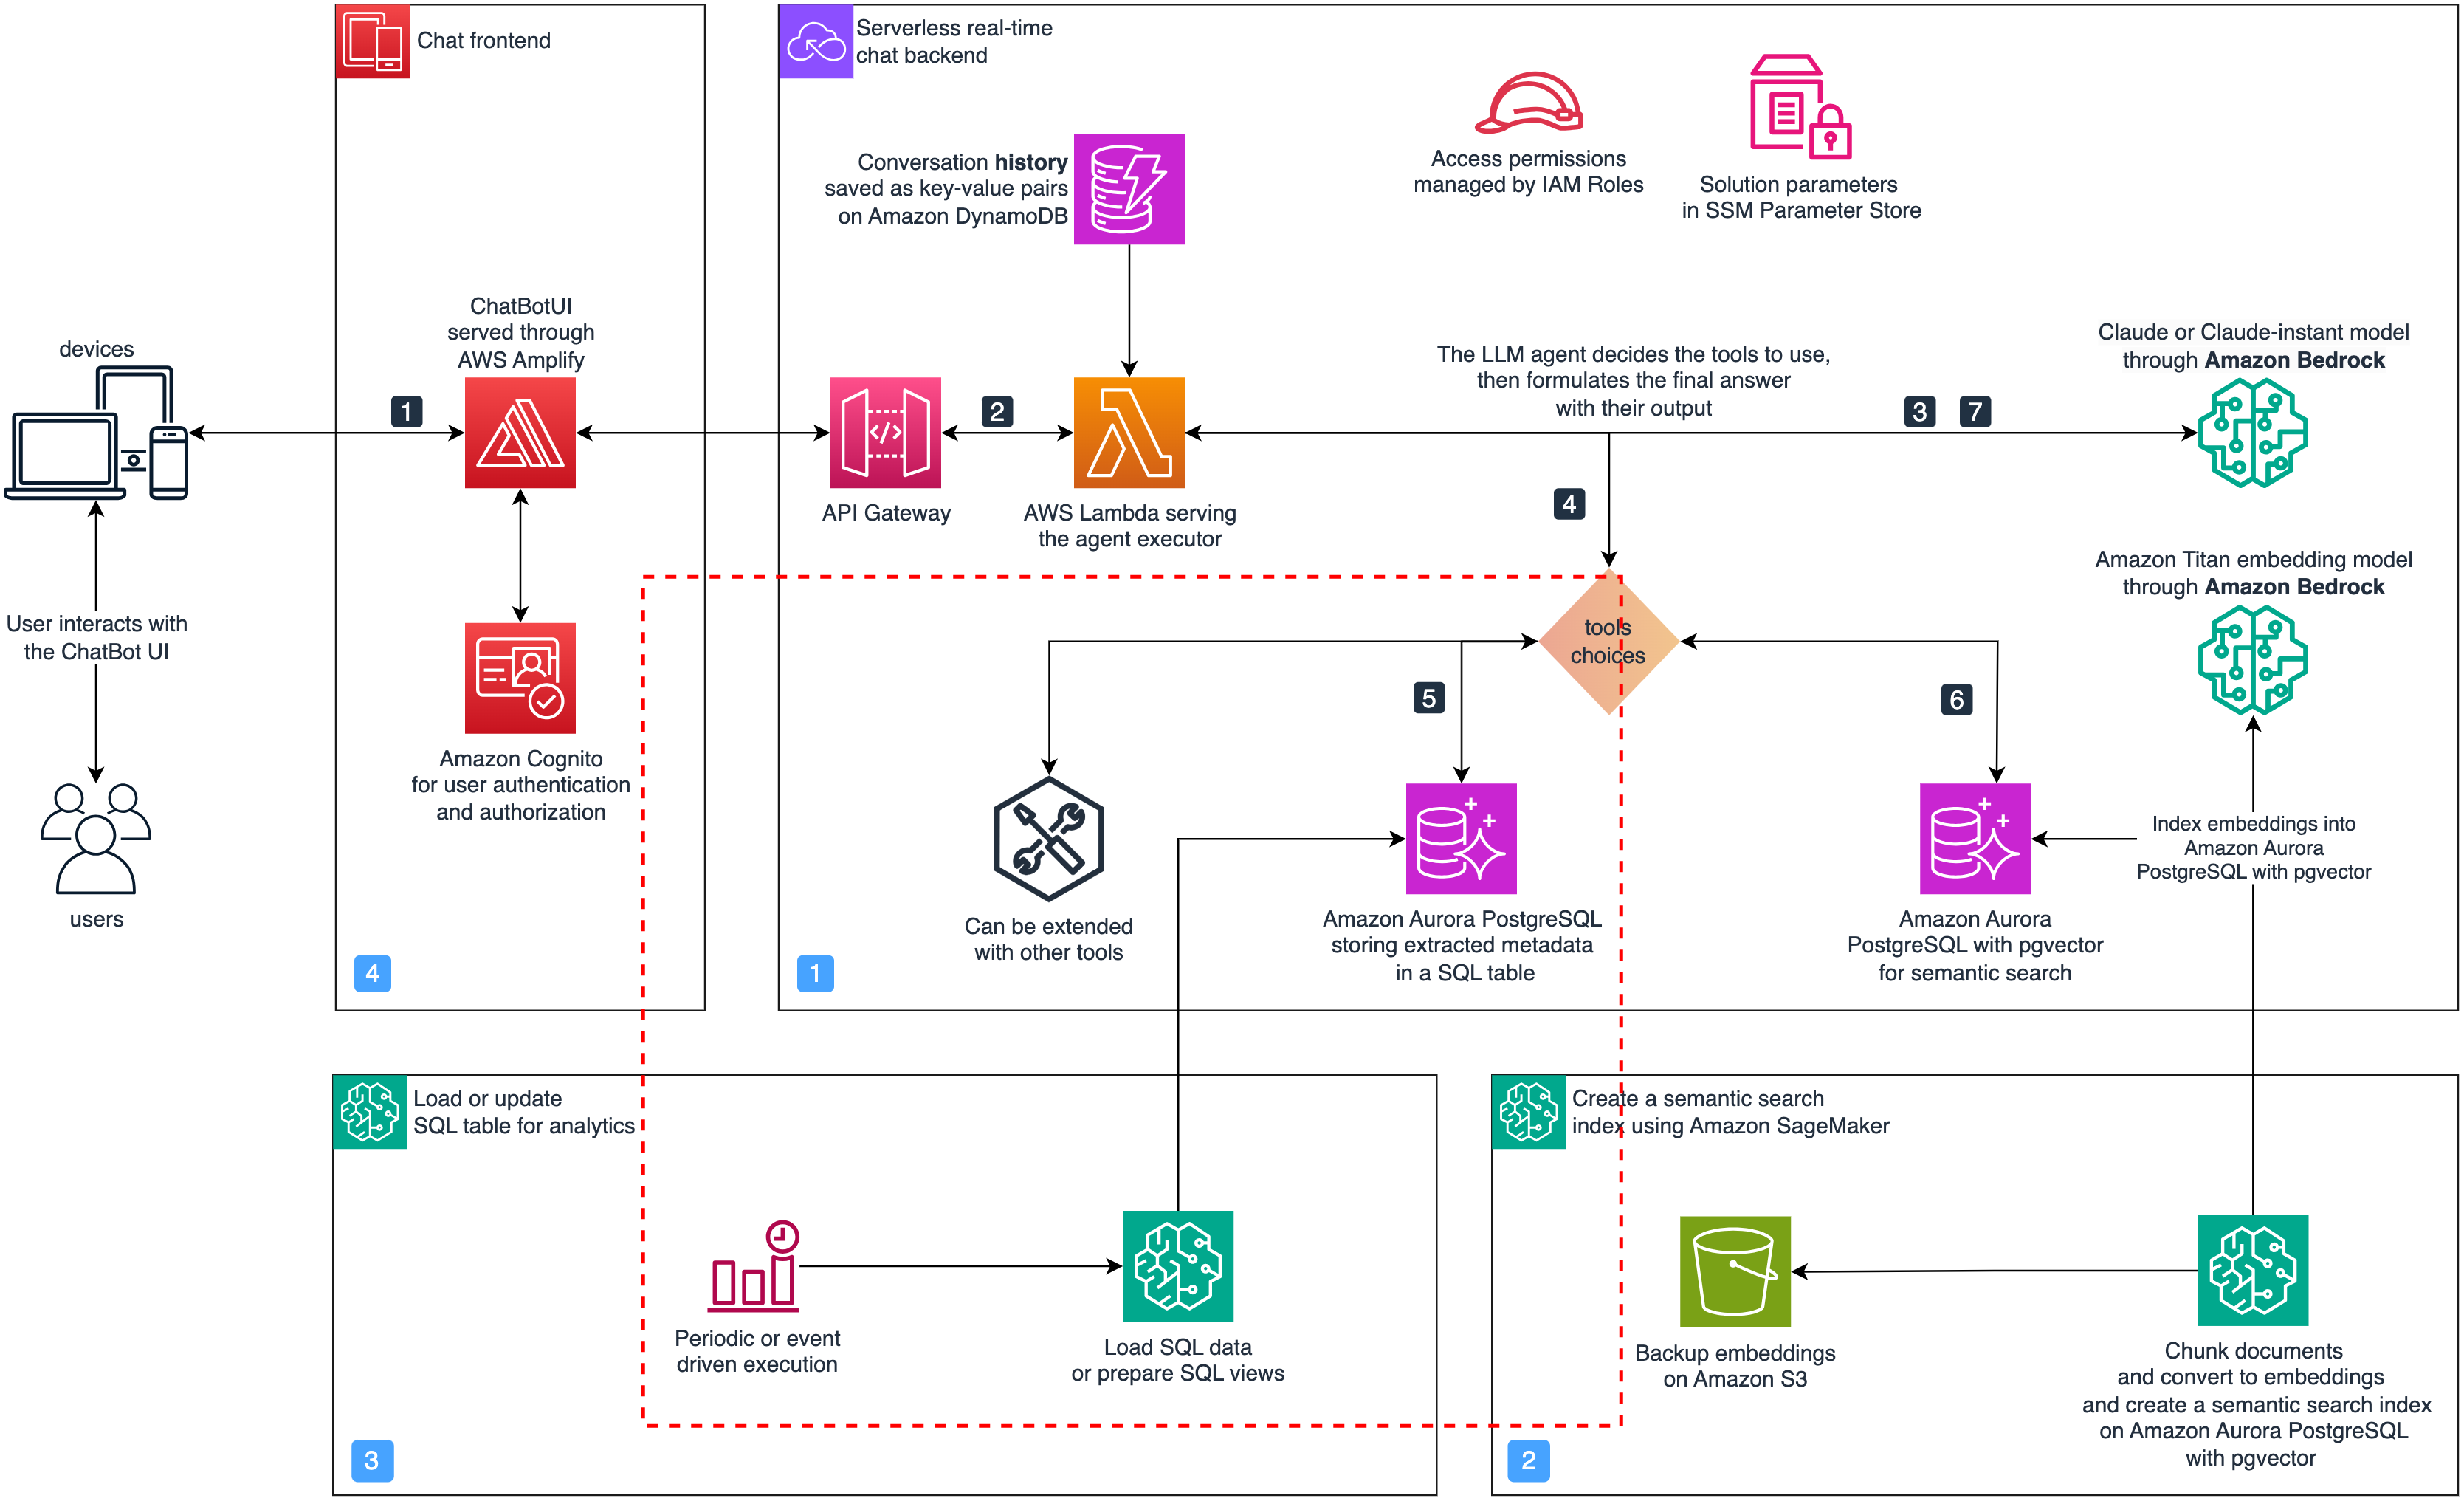 Chat frontend
Serverless real-time
chat backend
Conversation history
saved as key-value pairs
on Amazon DynamoDB
Access permissions
managed by IAM Roles
Solution parameters
in SSM Parameter Store
devices
ChatBotUI
served through
AWS Amplify
The LLM agent decides the tools to use,
then formulates the final answer
with their output
Claude or Claude-instant model
through Amazon Bedrock
1
2
3
7
</>
API Gateway
AWS Lambda serving
the agent executor
4
Amazon Titan embedding model
through Amazon Bedrock
User interacts with
the ChatBot UI
tools
choices
5
6
Amazon Cognito
for user authentication
and authorization
users
Index embeddings into
Amazon Aurora
PostgreSQL with pgvector
Can be extended
with other tools
Amazon Aurora PostgreSQL
storing extracted metadata
in a SQL table
Amazon Aurora
PostgreSQL with pgvector
for semantic search
4
1
Load or update
SQL table for analytics
Create a semantic search
index using Amazon SageMaker
Periodic or event
driven execution
Load SQL data
or prepare SQL views
Backup embeddings
on Amazon S3
Chunk documents
and convert to embeddings
and create a semantic search index
on Amazon Aurora PostgreSQL
with pgvector
3
2